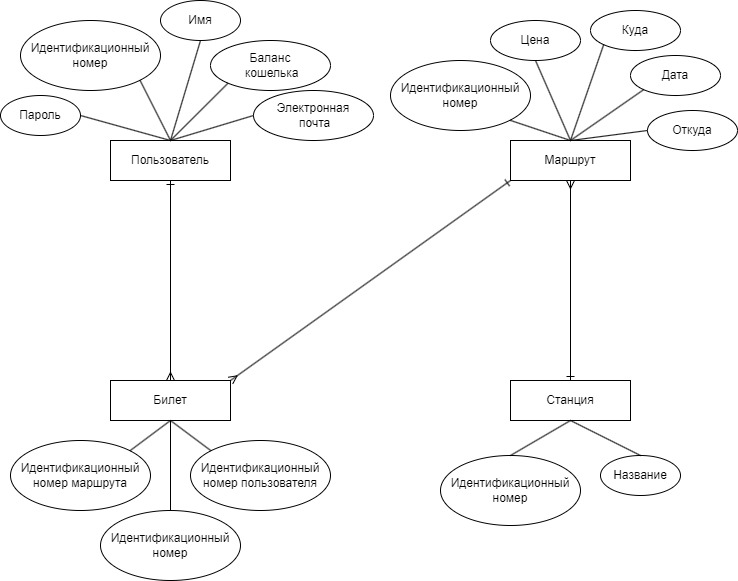 Имя
Идентификационный
номер
Баланс
кошелька
Пароль
Электронная
почта
Пользователь
Цена
Куда
Идентификационный
номер
Дата
Откуда
Маршрут
Билет
Идентификационный
номер маршрута
Идентификационный
номер пользователя
Идентификационный
номер
Станция
Идентификационный
номер
Название